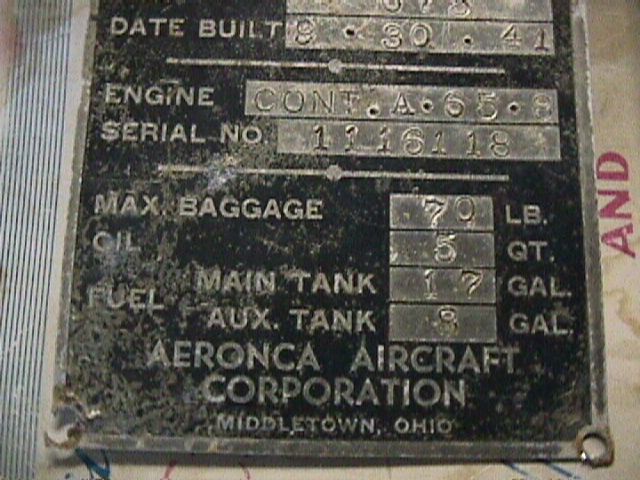 DATE BUILT 8 · 30 . 41
ENGINE CONT. A·65·8
SERIAL NO. 1116118
MAX. BAGGAGE 70 LB.
OIL 5 QT.
FUEL MAIN TANK 17 GAL.
AUX. TANK 8 GAL.
AERONCA AIRCRAFT
CORPORATION
MIDDLETOWN, OHIO
AND